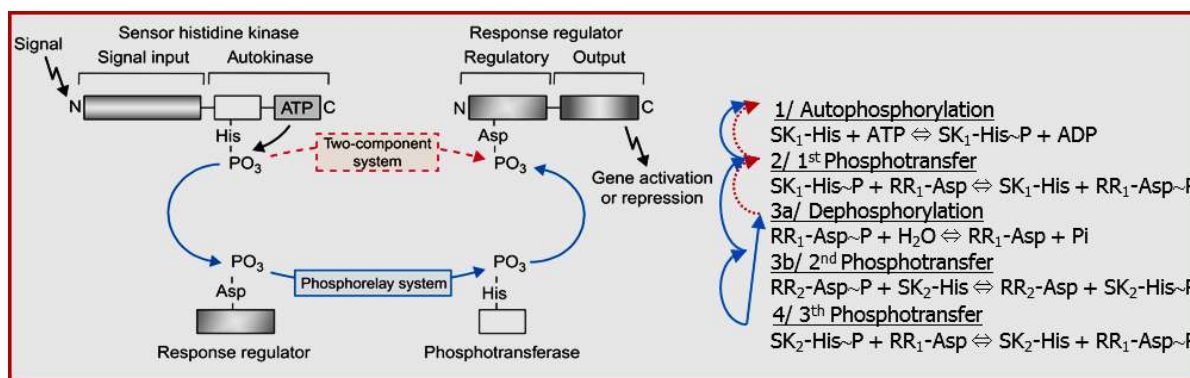 Sensor histidine kinase
Response regulator
Signal
Signal input
Autokinase
Regulatory
Output
N
ATP
C
N
C
His
Asp
PO3
Two-component
system
PO3
Gene activation
or repression
PO3
Phosphorelay system
PO3
Asp
His
Response regulator
Phosphotransferase
1/ Autophosphorylation
SK1-His + ATP ⇔ SK1-His~P + ADP
2/ 1st Phosphotransfer
SK1-His~P + RR1-Asp ⇔ SK1-His + RR1-Asp~P
3a/ Dephosphorylation
RR1-Asp~P + H2O ⇔ RR1-Asp + Pi
3b/ 2nd Phosphotransfer
RR2-Asp~P + SK2-His ⇔ RR2-Asp + SK2-His~P
4/ 3th Phosphotransfer
SK2-His~P + RR1-Asp ⇔ SK2-His + RR1-Asp~P